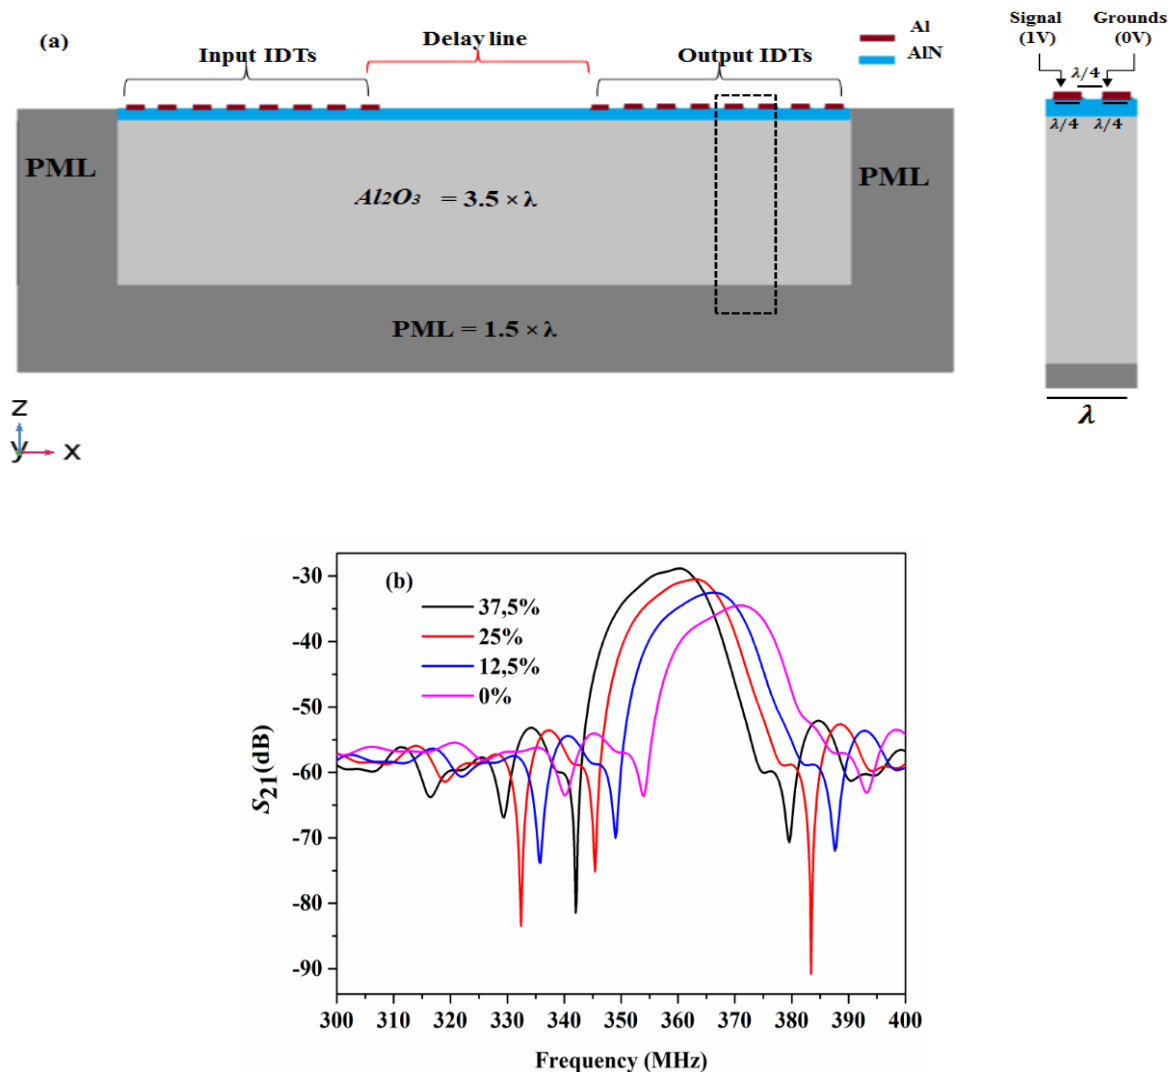 (a)
Input IDTs
Delay line
Output IDTs
Al
AlN
Signal
(1V)
Grounds
(0V)
λ/4
λ/4 λ/4
PML
PML
Al2O3 = 3.5 × λ
PML = 1.5 × λ
λ
z
y x
(b)
37,5%
25%
12,5%
0%
S21(dB)
-30
-40
-50
-60
-70
-80
-90
300 310 320 330 340 350 360 370 380 390 400
Frequency (MHz)